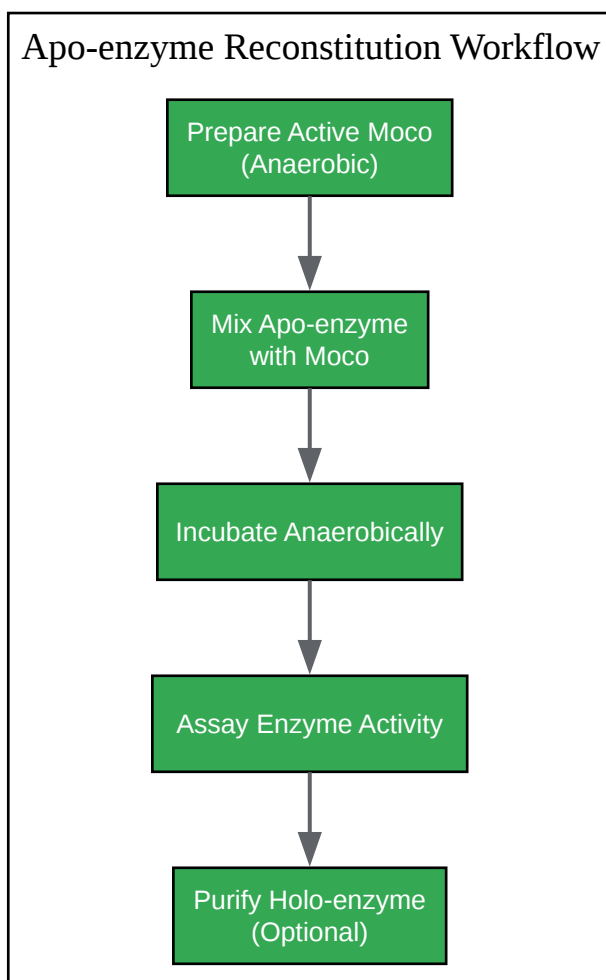 Apo-enzyme Reconstitution Workflow
Prepare Active Moco
(Anaerobic)
Mix Apo-enzyme
with Moco
Incubate Anaerobically
Assay Enzyme Activity
Purify Holo-enzyme
(Optional)